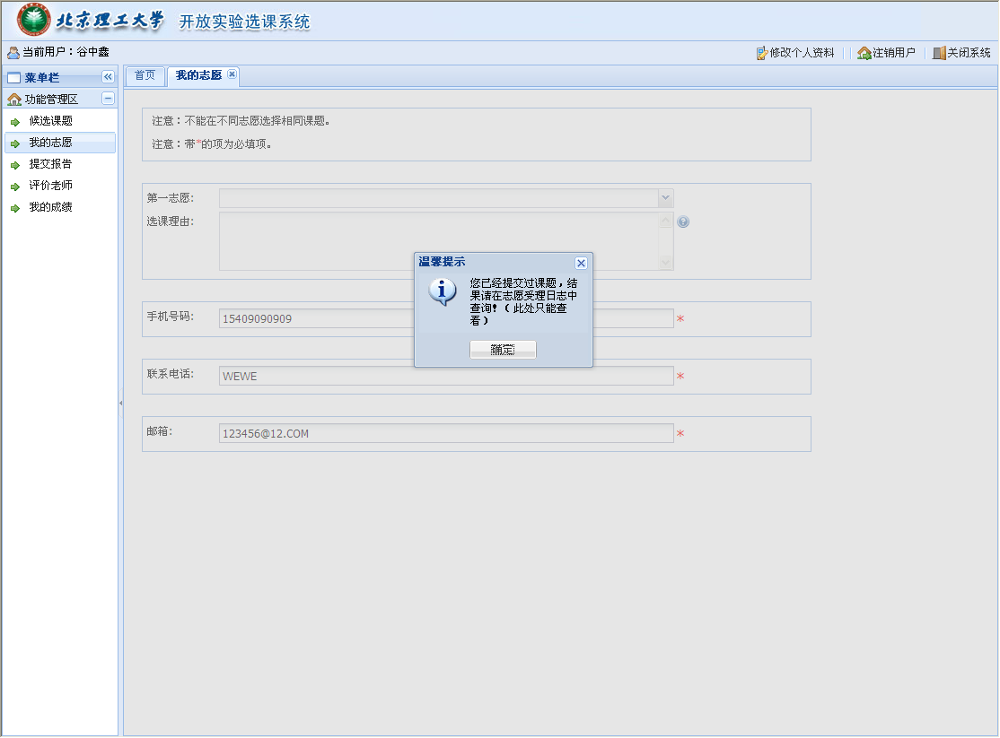 北京理工大学 开放实验选课系统
当前用户：谷中鑫
修改个人资料 注销用户 关闭系统
菜单栏
首页 我的志愿
功能管理区
候选课题
我的志愿
提交报告
评价老师
我的成绩
注意：不能在不同志愿选择相同课题。
注意：带*的项为必填项。
第一志愿:
选课理由:
温馨提示
您已经提交过课题，结
果请在志愿受理日志中
查询！（此处只能查
看）
确定
手机号码: 15409090909 *
联系电话: WEWE *
邮箱: 123456@12.COM *